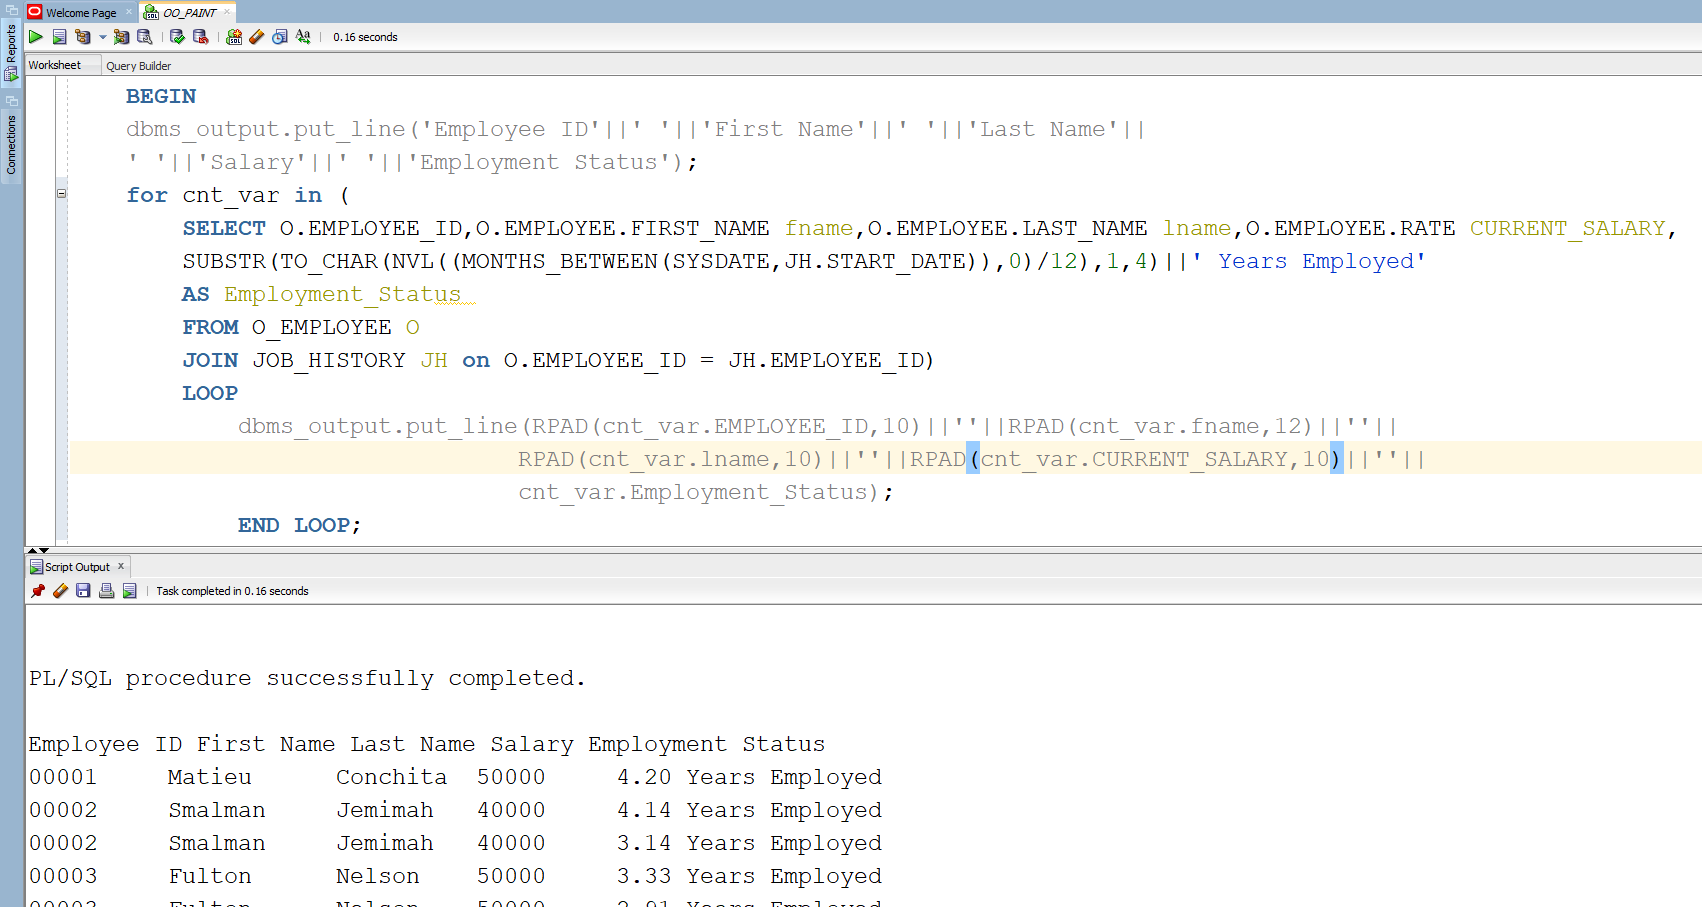 Welcome Page ×
OO_PAINT ×
0.16 seconds
Reports
Connections
Worksheet
Query Builder
BEGIN
dbms_output.put_line('Employee ID'||' '||'First Name'||' '||'Last Name'||
' '||'Salary'||' '||'Employment Status');
for cnt_var in (
SELECT O.EMPLOYEE_ID,O.EMPLOYEE.FIRST_NAME fname,O.EMPLOYEE.LAST_NAME lname,O.EMPLOYEE.RATE CURRENT_SALARY,
SUBSTR(TO_CHAR(NVL((MONTHS_BETWEEN(SYSDATE,JH.START_DATE)),0)/12),1,4)||' Years Employed'
AS Employment_Status
FROM O_EMPLOYEE O
JOIN JOB_HISTORY JH on O.EMPLOYEE_ID = JH.EMPLOYEE_ID)
LOOP
dbms_output.put_line(RPAD(cnt_var.EMPLOYEE_ID,10)||''||RPAD(cnt_var.fname,12)||''||
RPAD(cnt_var.lname,10)||''||RPAD(cnt_var.CURRENT_SALARY,10)||''||
cnt_var.Employment_Status);
END LOOP;
Script Output ×
Task completed in 0.16 seconds
PL/SQL procedure successfully completed.
Employee ID First Name Last Name Salary Employment Status
00001 Matieu Conchita 50000 4.20 Years Employed
00002 Smalman Jemimah 40000 4.14 Years Employed
00002 Smalman Jemimah 40000 3.14 Years Employed
00003 Fulton Nelson 50000 3.33 Years Employed
00003 Fulton Nelson 50000 Years Employed